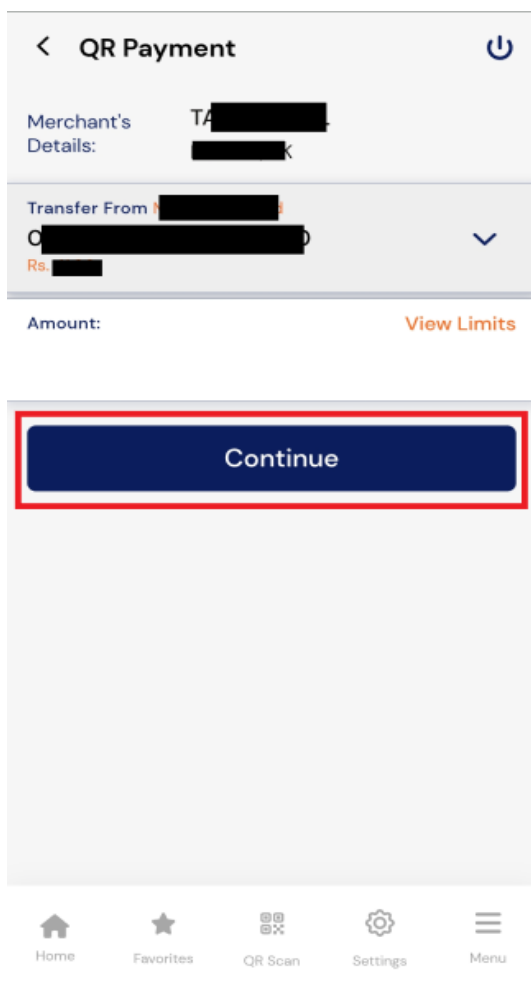 QR Payment
Merchant's
Details:
Transfer From
Rs.
Amount:
View Limits
Continue
Home
Favorites
QR Scan
Settings
Menu